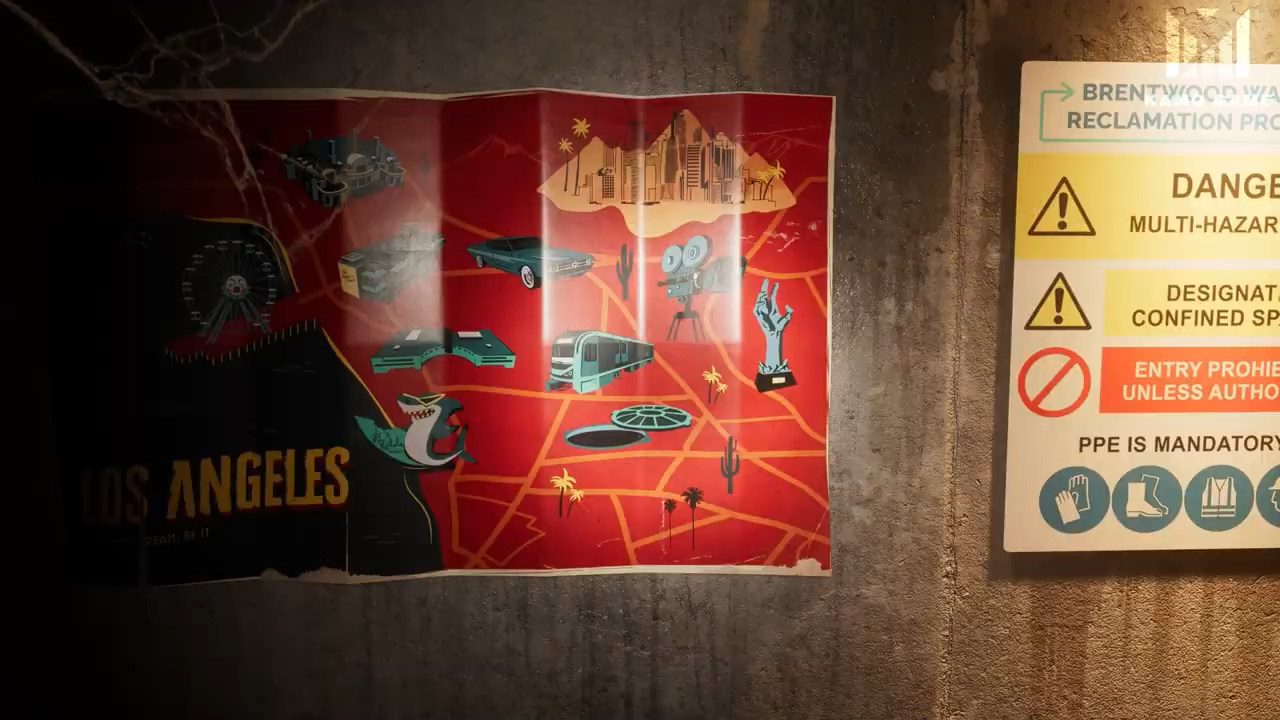 LOS ANGELES
BRENTWOOD WA
RECLAMATION PRO
DANGE
MULTI-HAZAR
DESIGNAT
CONFINED SP
ENTRY PROHIE
UNLESS AUTHO
PPE IS MANDATORY